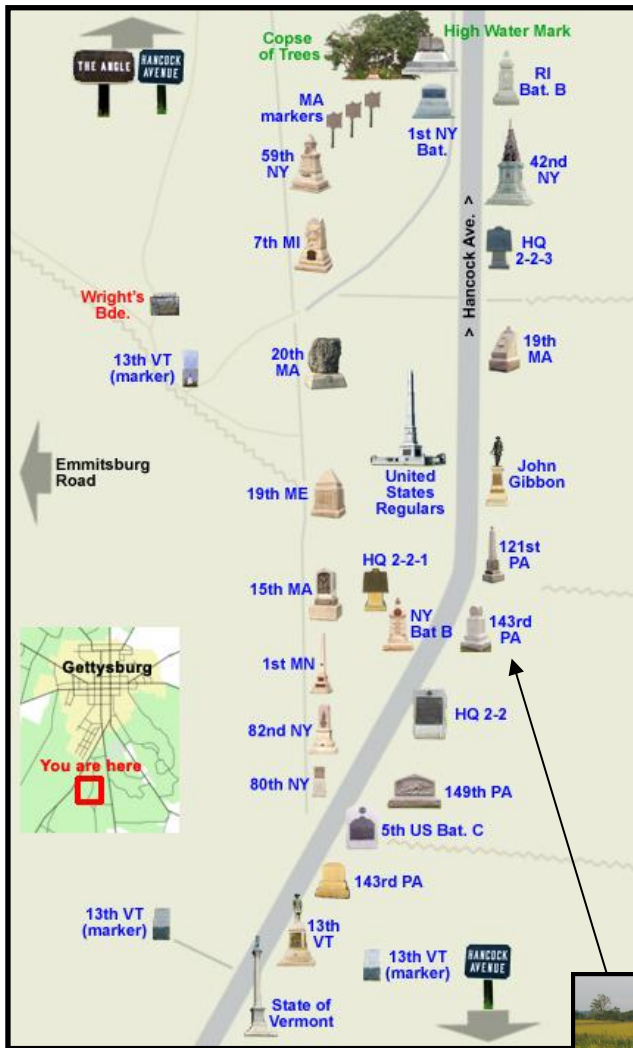 THE ANGLE
HANCOCK
AVENUE
Copse
of Trees
High Water Mark
MA
markers
1st NY
Bat.
RI
Bat. B
59th
NY
42nd
NY
7th MI
HQ
2-2-3
< Hancock Ave. >
Wright's
Bde.
13th VT
(marker)
20th
MA
19th
MA
Emmitsburg
Road
United
States
Regulars
John
Gibbon
19th ME
121st
PA
HQ 2-2-1
15th MA
NY
Bat B
143rd
PA
Gettysburg
You are here
1st MN
HQ 2-2
82nd NY
80th NY
149th PA
5th US Bat. C
143rd PA
13th VT
(marker)
13th
VT
13th VT
(marker)
HANCOCK
AVENUE
State of
Vermont